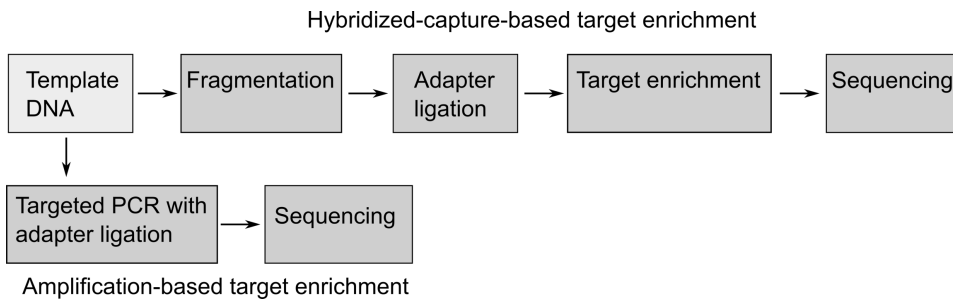 Hybridized-capture-based target enrichment
Template
DNA
Fragmentation
Adapter
ligation
Target enrichment
Sequencing
Targeted PCR with
adapter ligation
Sequencing
Amplification-based target enrichment